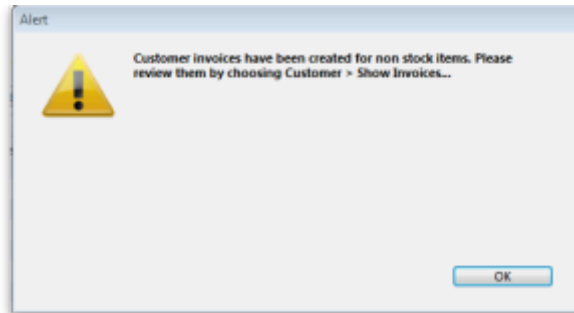 Alert
Customer invoices have been created for non stock items. Please
review them by choosing Customer > Show Invoices...
OK